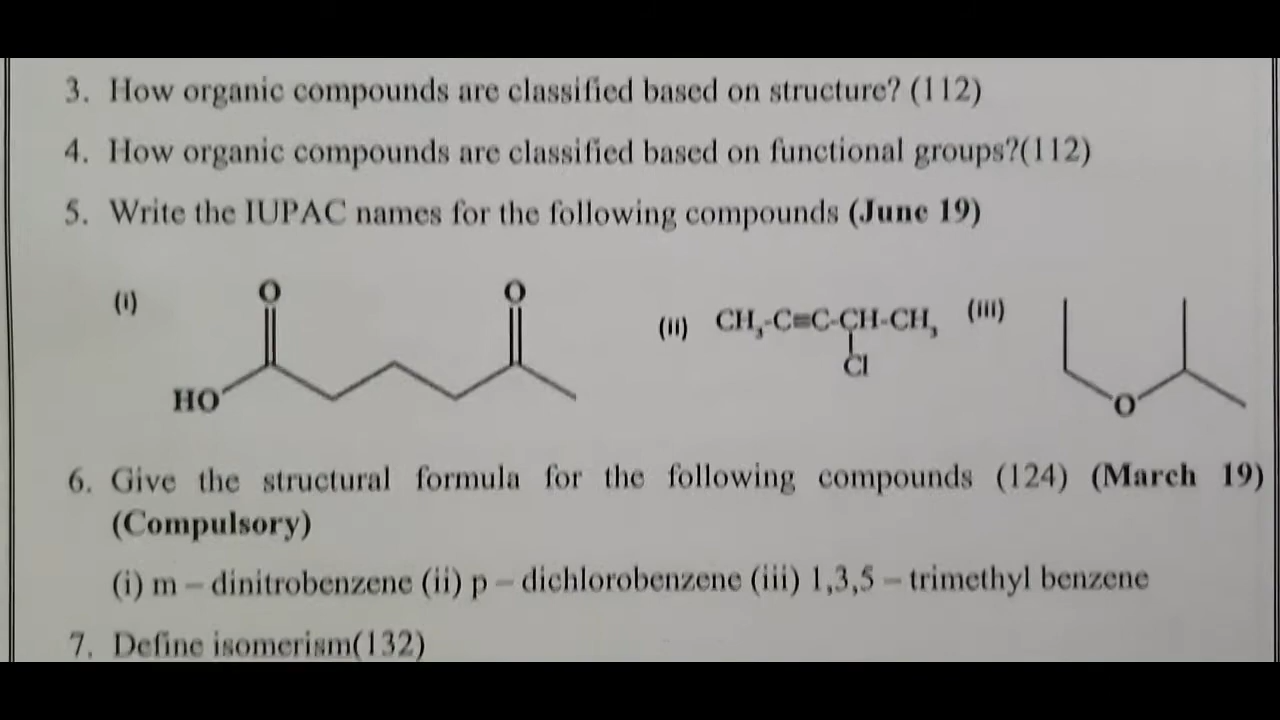 3. How organic compounds are classified based on structure? (112)
4. How organic compounds are classified based on functional groups?(112)
5. Write the IUPAC names for the following compounds (June 19)
(i) O O HO
(ii) CH₃-C≡C-CH-CH₃
Cl
(iii) O
6. Give the structural formula for the following compounds (124) (March 19)
(Compulsory)
(i) m – dinitrobenzene (ii) p – dichlorobenzene (iii) 1,3,5 – trimethyl benzene
7. Define isomerism(132)